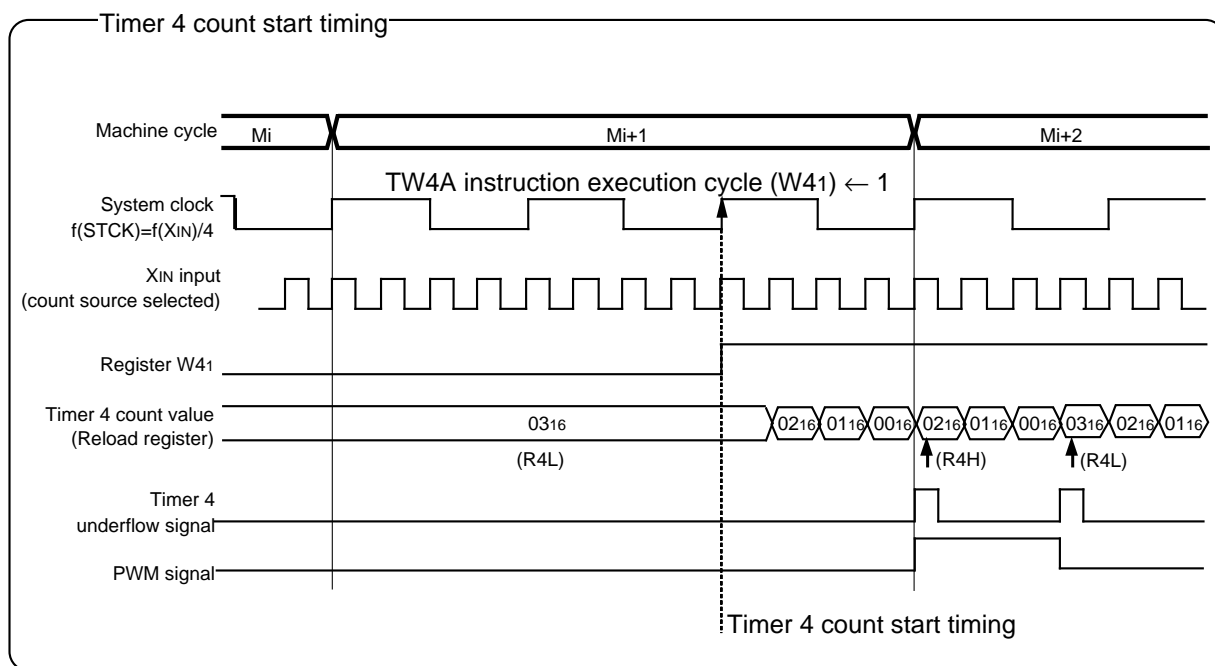 Timer 4 count start timing
Machine cycle Mi Mi+1 Mi+2
TW4A instruction execution cycle (W41) ← 1
System clock
f(STCK)=f(XIN)/4
XIN input
(count source selected)
Register W41
Timer 4 count value
(Reload register)
0316 0216 0116 0016 0216 0116 0016 0316 0216 0116
(R4L) (R4H) (R4L)
Timer 4
underflow signal
PWM signal
Timer 4 count start timing